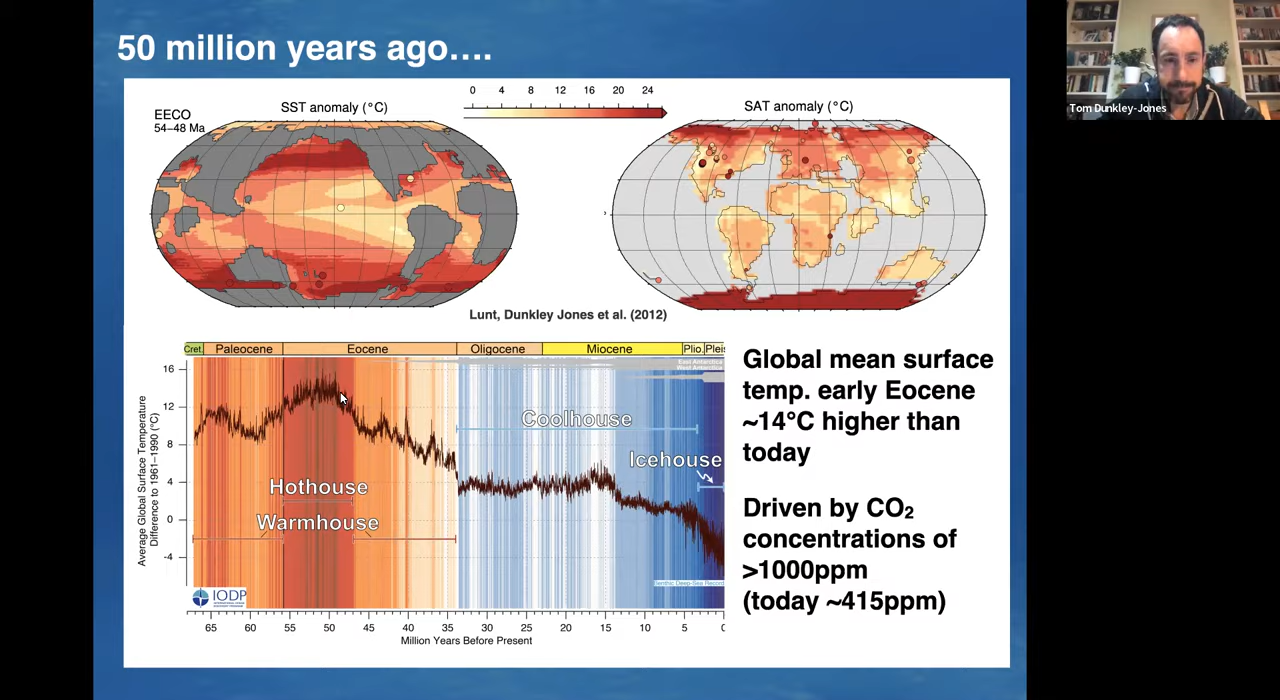 50 million years ago....
Tom Dunkley-Jones
0 4 8 12 16 20 24
EECO
54–48 Ma
SST anomaly (°C)
SAT anomaly (°C)
Lunt, Dunkley Jones et al. (2012)
Cret. Paleocene Eocene Oligocene Miocene Plio. Pleis
East Antarctica
West Antarctica
16
12
8
4
0
-4
Average Global Surface Temperature
Difference to 1961–1990 (°C)
Coolhouse
Icehouse
Hothouse
Warmhouse
IODP
65 60 55 50 45 40 35 30 25 20 15 10 5 0
Million Years Before Present
Global mean surface
temp. early Eocene
~14°C higher than
today
Driven by CO₂
concentrations of
>1000ppm
(today ~415ppm)